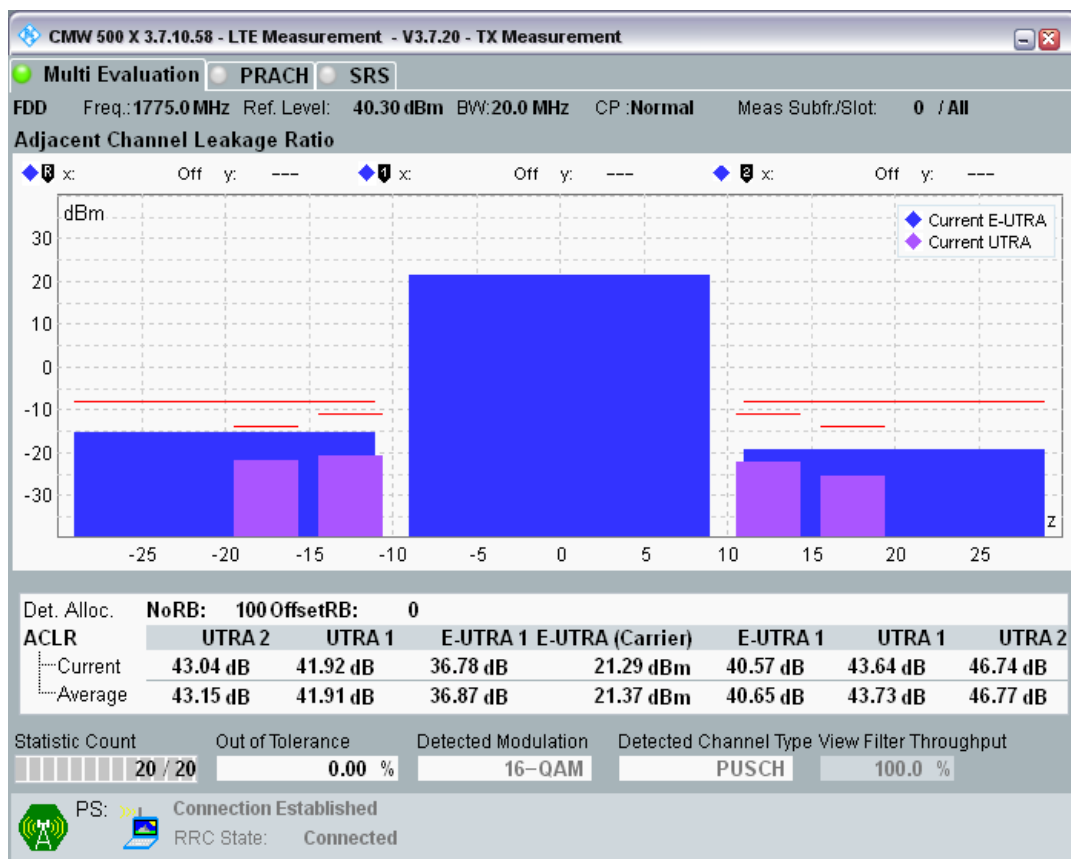 CMW 500 X 3.7.10.58 - LTE Measurement - V3.7.20 - TX Measurement
Multi Evaluation PRACH SRS
FDD Freq.:1775.0 MHz Ref. Level: 40.30 dBm BW:20.0 MHz CP :Normal Meas Subfr./Slot: 0 / All
Adjacent Channel Leakage Ratio
R x: Off y: --- 1 x: Off y: --- 2 x: Off y: ---
dBm
Current E-UTRA
Current UTRA
30
20
10
0
-10
-20
-30
z
-25 -20 -15 -10 -5 0 5 10 15 20 25
Det. Alloc. NoRB: 100 OffsetRB: 0
ACLR UTRA 2 UTRA 1 E-UTRA 1 E-UTRA (Carrier) E-UTRA 1 UTRA 1 UTRA 2
Current 43.04 dB 41.92 dB 36.78 dB 21.29 dBm 40.57 dB 43.64 dB 46.74 dB
Average 43.15 dB 41.91 dB 36.87 dB 21.37 dBm 40.65 dB 43.73 dB 46.77 dB
Statistic Count Out of Tolerance Detected Modulation Detected Channel Type View Filter Throughput
20 / 20 0.00 % 16-QAM PUSCH 100.0 %
PS: Connection Established
RRC State: Connected